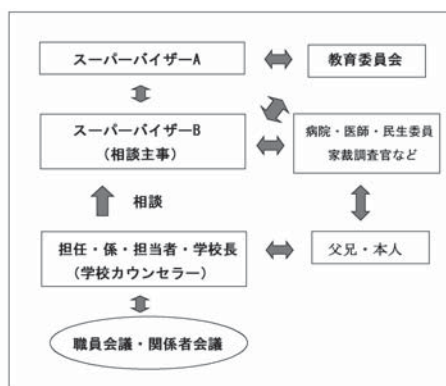 スーパーバイザーA
教育委員会
スーパーバイザーB
(相談主事)
病院・医師・民生委員
家裁調査官など
相談
担任・係・担当者・学校長
(学校カウンセラー)
父兄・本人
職員会議・関係者会議